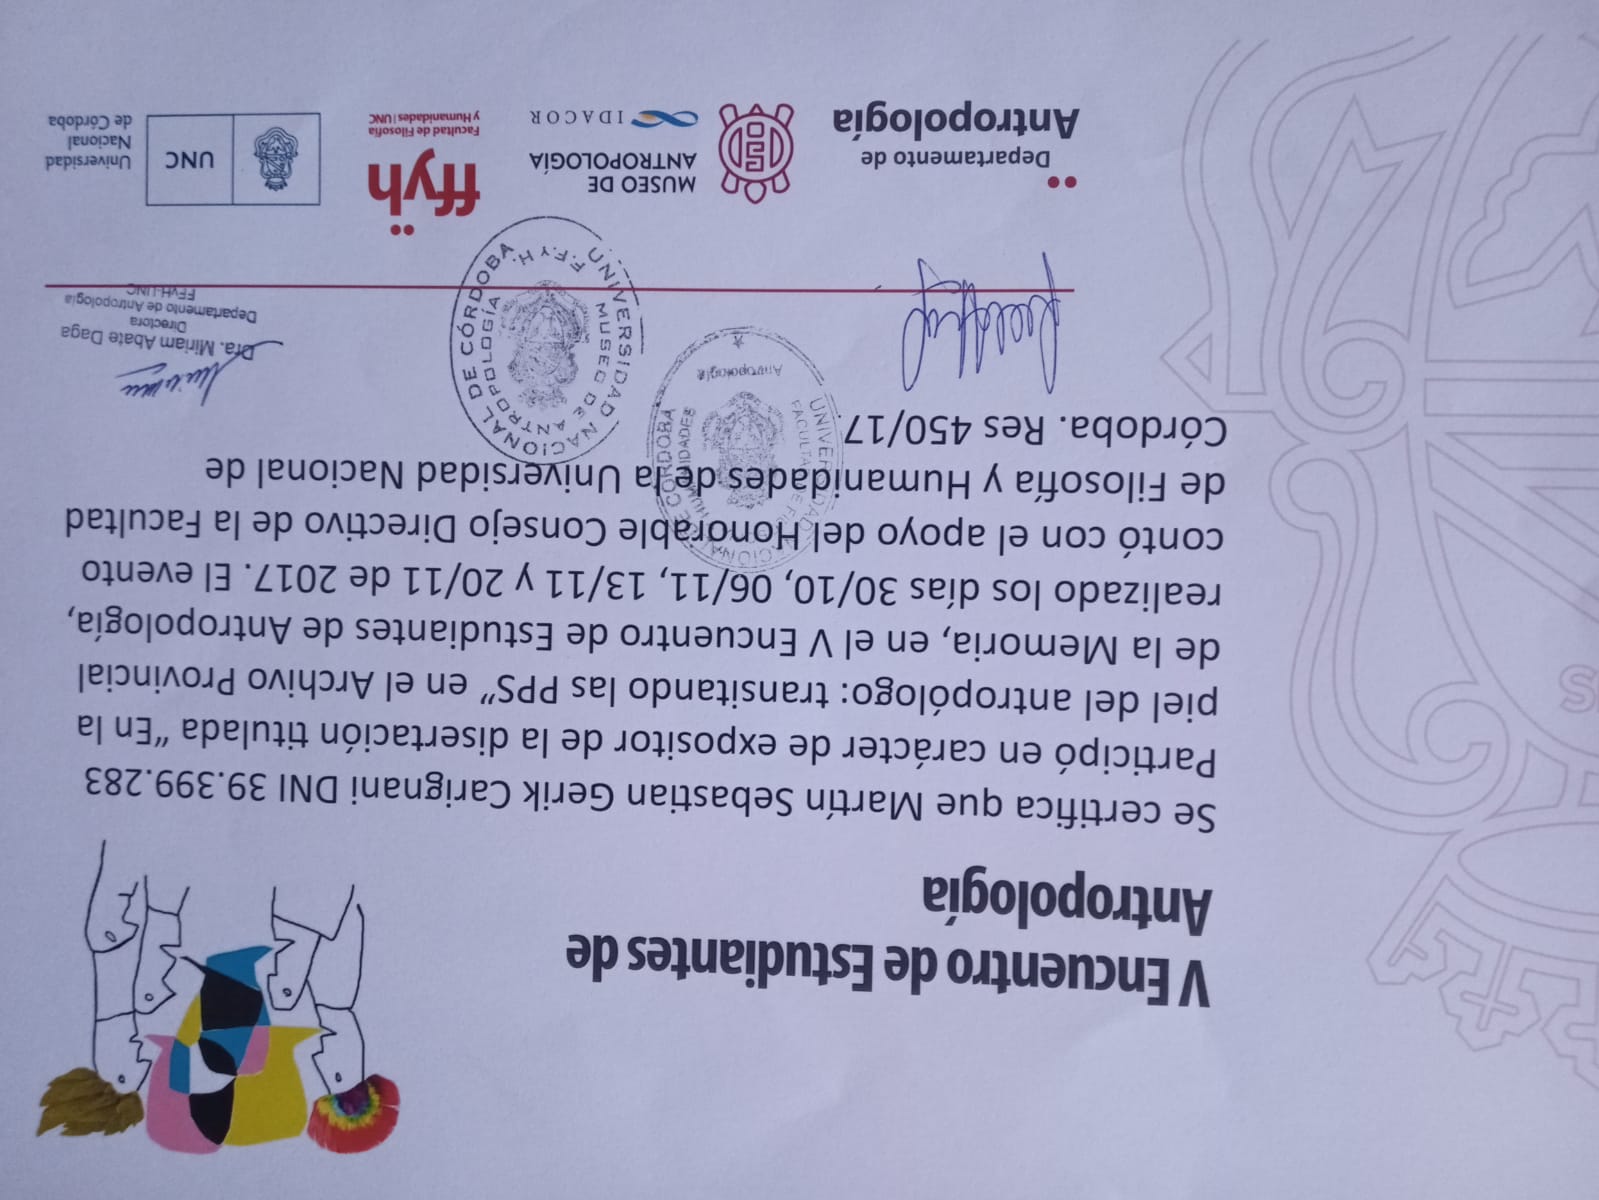 V Encuentro de Estudiantes de
Antropología
Se certifica que Martín Sebastian Gerik Carignani DNI 39.399.283
Participó en carácter de expositor de la disertación titulada “En la
piel del antropólogo: transitando las PPS” en el Archivo Provincial
de la Memoria, en el V Encuentro de Estudiantes de Antropología,
realizado los días 30/10, 06/11, 13/11 y 20/11 de 2017. El evento
contó con el apoyo del Honorable Consejo Directivo de la Facultad
de Filosofía y Humanidades de la Universidad Nacional de
Córdoba. Res 450/17.
UNIVERSIDAD NACIONAL DE CÓRDOBA
FACULTAD DE FILOSOFÍA Y HUMANIDADES
Antropología
UNIVERSIDAD NACIONAL DE CÓRDOBA
MUSEO DE ANTROPOLOGÍA
F.F. y H.
Dra. Miriam Abate Daga
Directora
Departamento de Antropología
FFyH-UNC
Departamento de
Antropología
MUSEO DE
ANTROPOLOGÍA
IDACOR
ffyh
Facultad de Filosofía
y Humanidades | UNC
UNC
Universidad
Nacional
de Córdoba